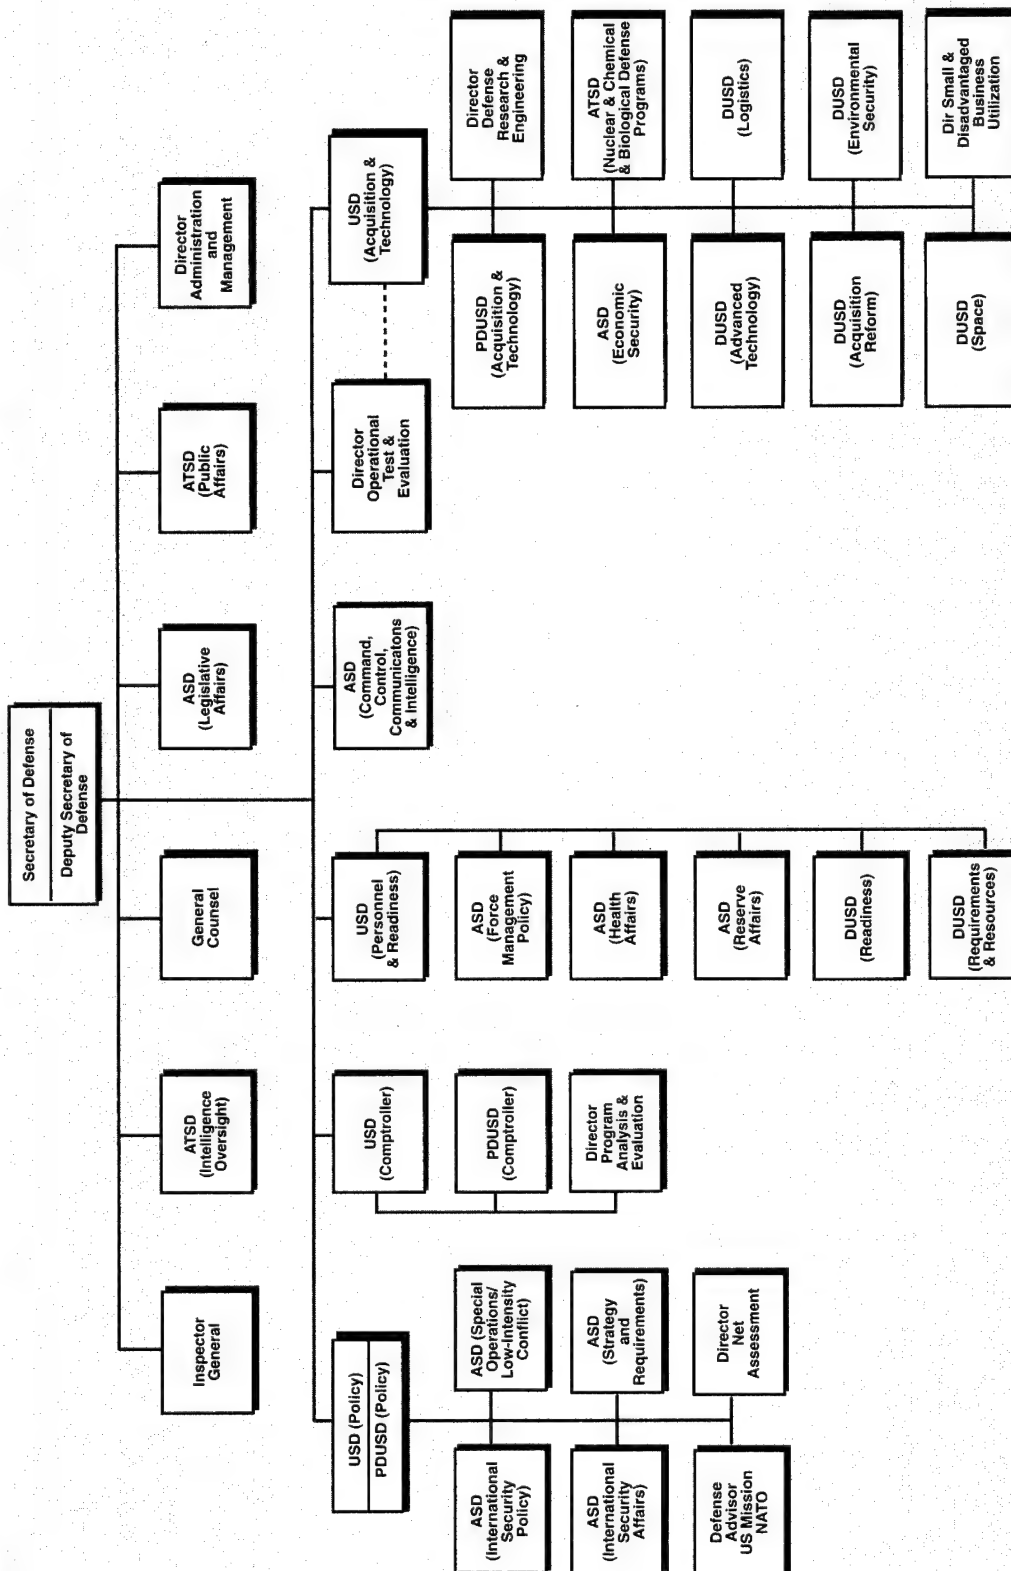 Secretary of Defense
Deputy Secretary of
Defense
Inspector
General
ATSD
(Intelligence
Oversight)
General
Counsel
ASD
(Legislative
Affairs)
ATSD
(Public
Affairs)
Director
Administration
and
Management
USD (Policy)
PDUSD (Policy)
USD
(Comptroller)
USD
(Personnel
& Readiness)
ASD
(Command,
Control,
Communicatons
& Intelligence)
Director
Operational
Test &
Evaluation
USD
(Acquisition &
Technology)
ASD
(International
Security
Policy)
ASD (Special
Operations/
Low-Intensity
Conflict)
ASD
(International
Security
Affairs)
ASD
(Strategy
and
Requirements)
Defense
Advisor
US Mission
NATO
Director
Net
Assessment
PDUSD
(Comptroller)
Director
Program
Analysis &
Evaluation
ASD
(Force
Management
Policy)
ASD
(Health
Affairs)
ASD
(Reserve
Affairs)
DUSD
(Readiness)
DUSD
(Requirements
& Resources)
PDUSD
(Acquisition &
Technology)
Director
Defense
Research &
Engineering
ASD
(Economic
Security)
ATSD
(Nuclear & Chemical
& Biological Defense
Programs)
DUSD
(Advanced
Technology)
DUSD
(Logistics)
DUSD
(Acquisition
Reform)
DUSD
(Environmental
Security)
DUSD
(Space)
Dir Small &
Disadvantaged
Business
Utilization